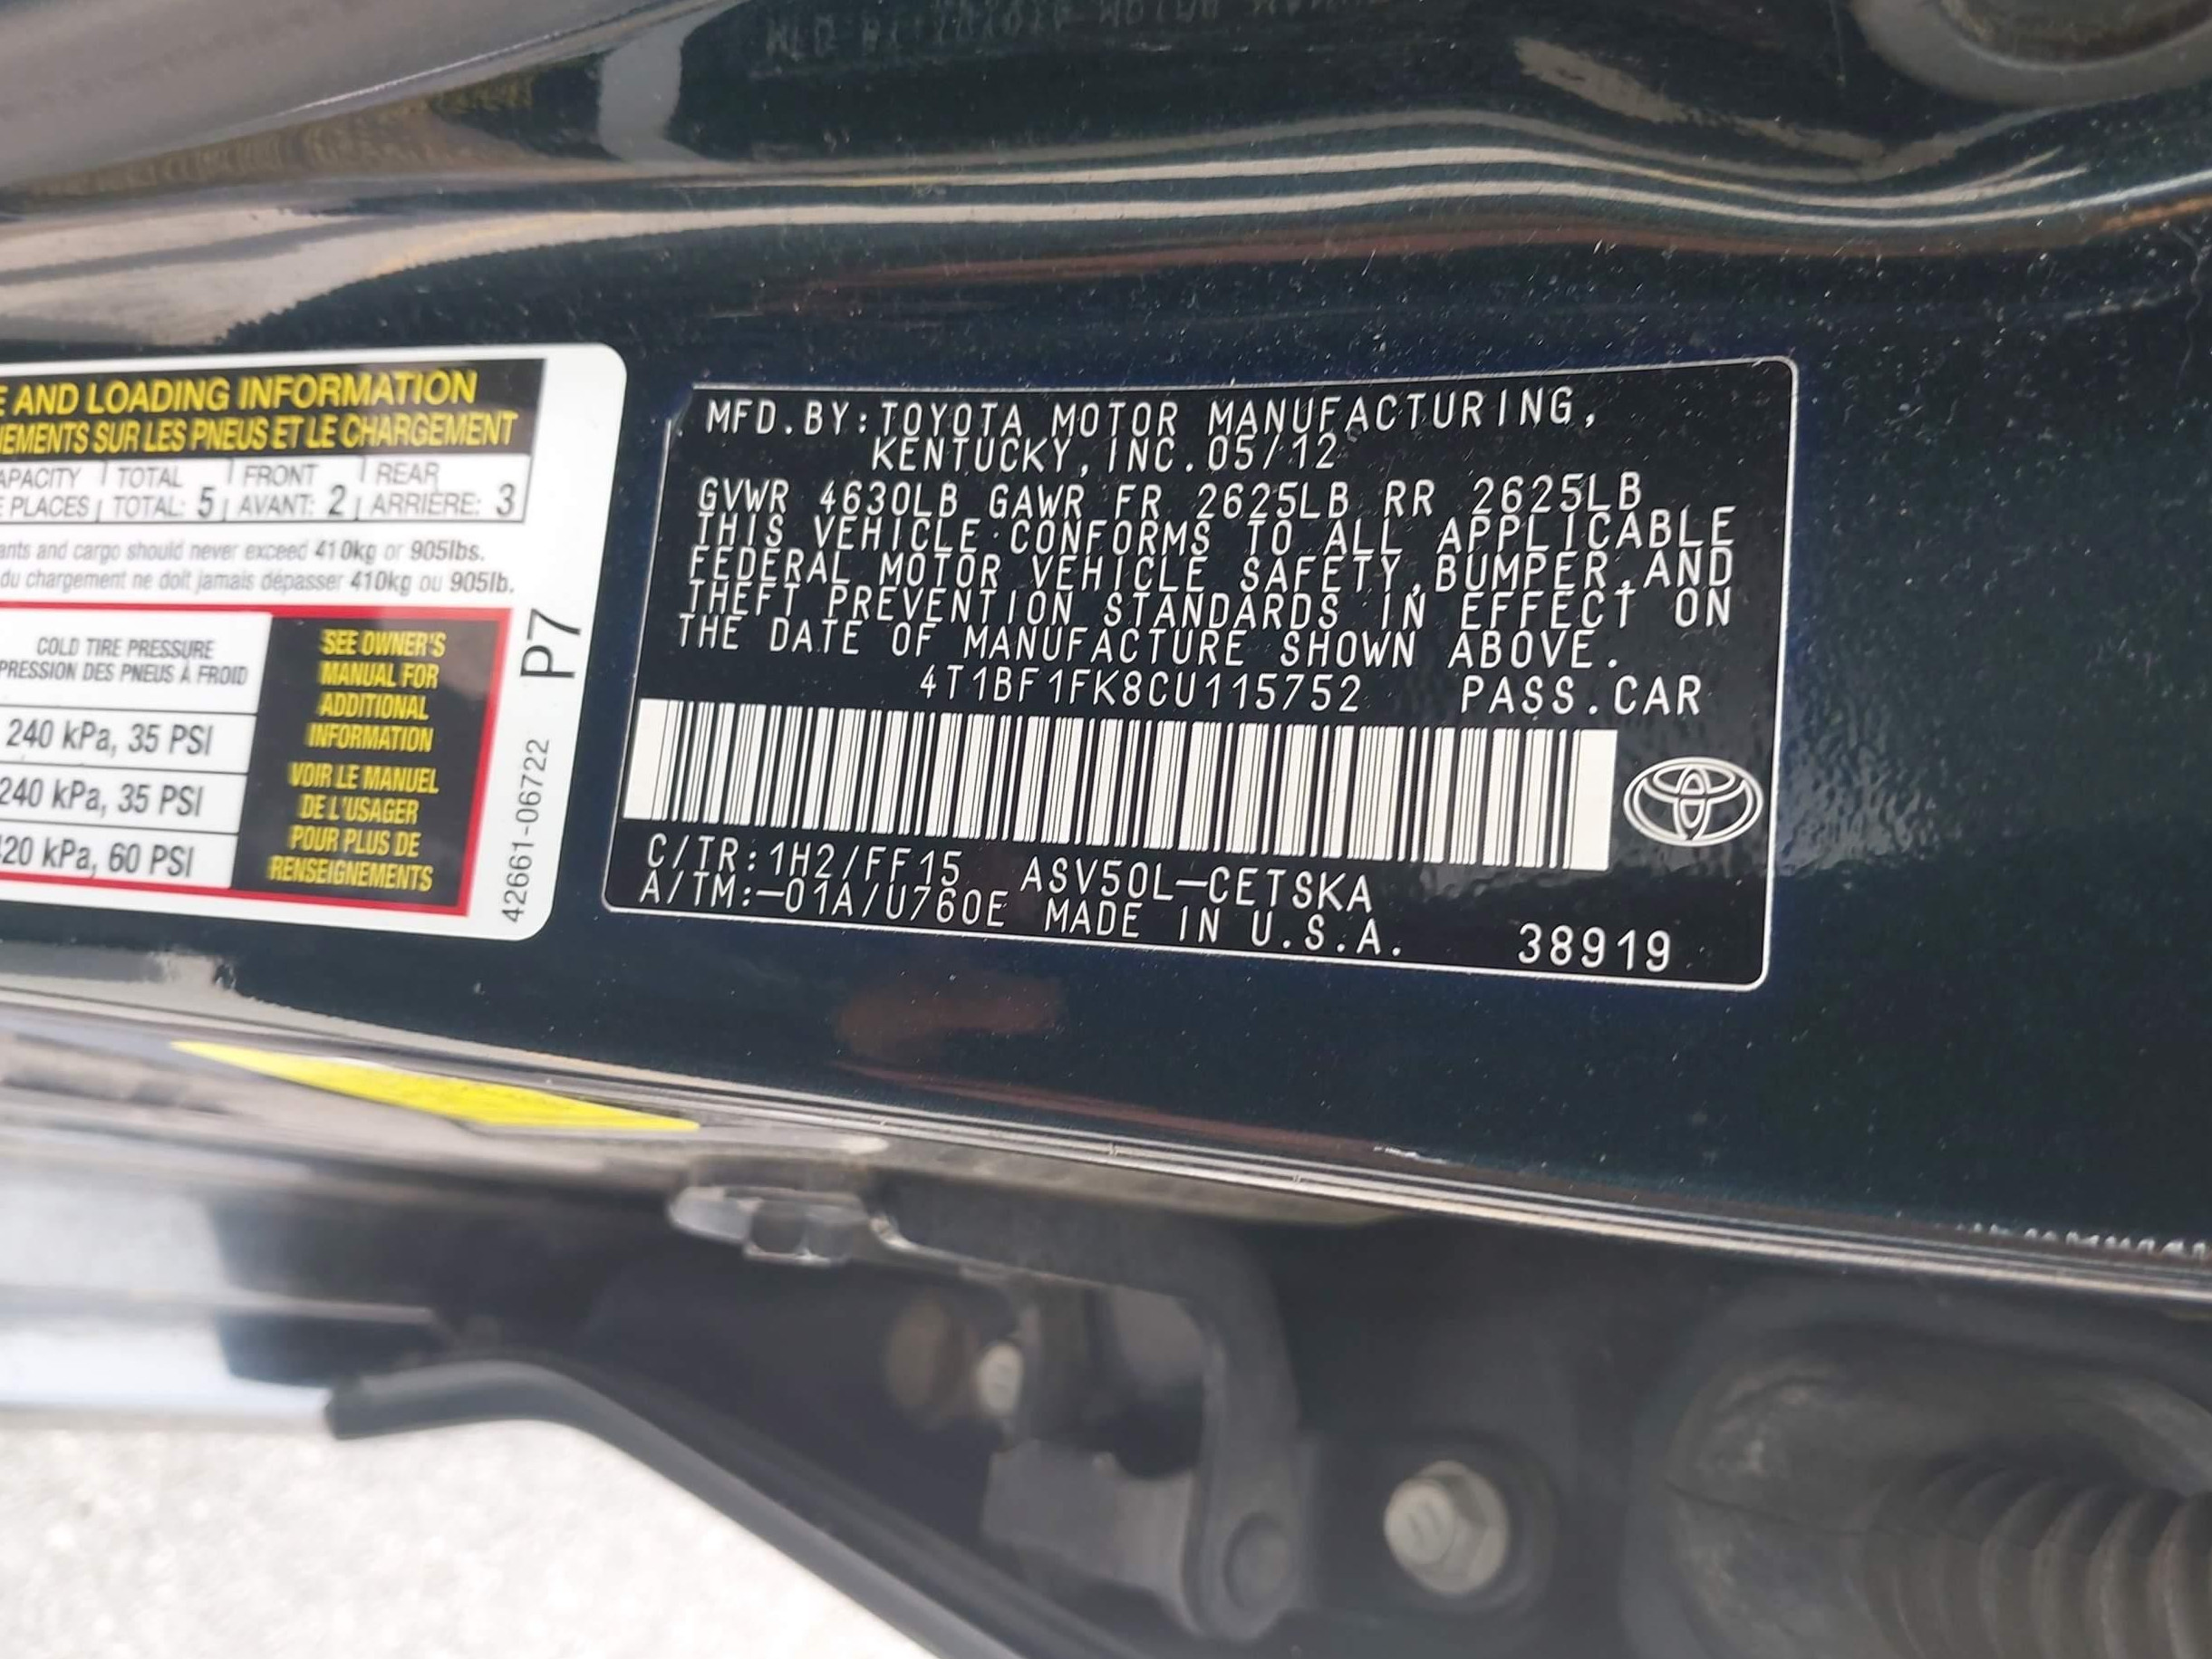 E AND LOADING INFORMATION
NEMENTS SUR LES PNEUS ET LE CHARGEMENT
APACITY TOTAL FRONT REAR
E PLACES TOTAL: 5 AVANT: 2 ARRIÈRE: 3
ants and cargo should never exceed 410kg or 905lbs.
du chargement ne doit jamais dépasser 410kg ou 905lb.
COLD TIRE PRESSURE
PRESSION DES PNEUS À FROID
240 kPa, 35 PSI
240 kPa, 35 PSI
20 kPa, 60 PSI
SEE OWNER'S
MANUAL FOR
ADDITIONAL
INFORMATION
VOIR LE MANUEL
DE L'USAGER
POUR PLUS DE
RENSEIGNEMENTS
42661-06722 P7
MFD.BY:TOYOTA MOTOR MANUFACTURING,
KENTUCKY,INC.05/12
GVWR 4630LB GAWR FR 2625LB RR 2625LB
THIS VEHICLE CONFORMS TO ALL APPLICABLE
FEDERAL MOTOR VEHICLE SAFETY,BUMPER,AND
THEFT PREVENTION STANDARDS IN EFFECT ON
THE DATE OF MANUFACTURE SHOWN ABOVE.
4T1BF1FK8CU115752 PASS.CAR
C/TR:1H2/FF15 ASV50L-CETSKA
A/TM:-01A/U760E MADE IN U.S.A. 38919